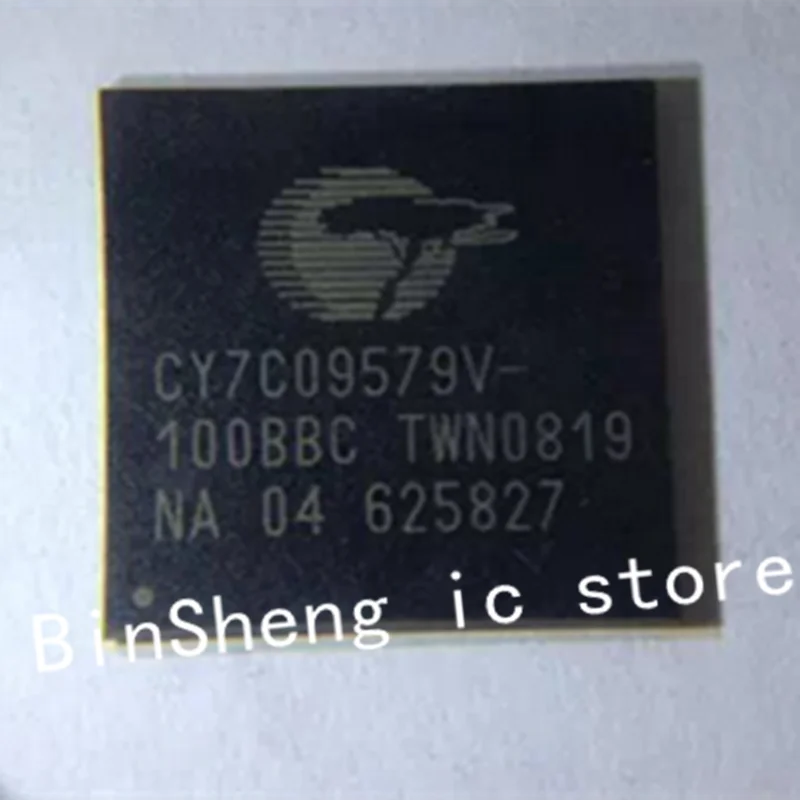 CY7C09579V-
100BBC TWN0819
NA 04 625827
BinSheng ic store